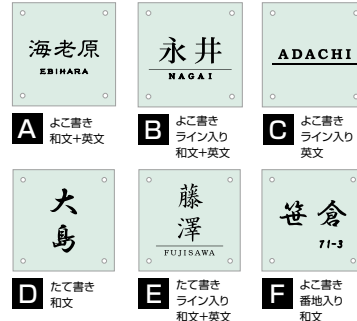 海老原
EBIHARA
永井
NAGAI
ADACHI
A よこ書き
和文+英文
B よこ書き
ライン入り
和文+英文
C よこ書き
ライン入り
英文
大
島
藤
澤
FUJISAWA
笹倉
71-3
D たて書き
和文
E たて書き
ライン入り
和文+英文
F よこ書き
番地入り
和文